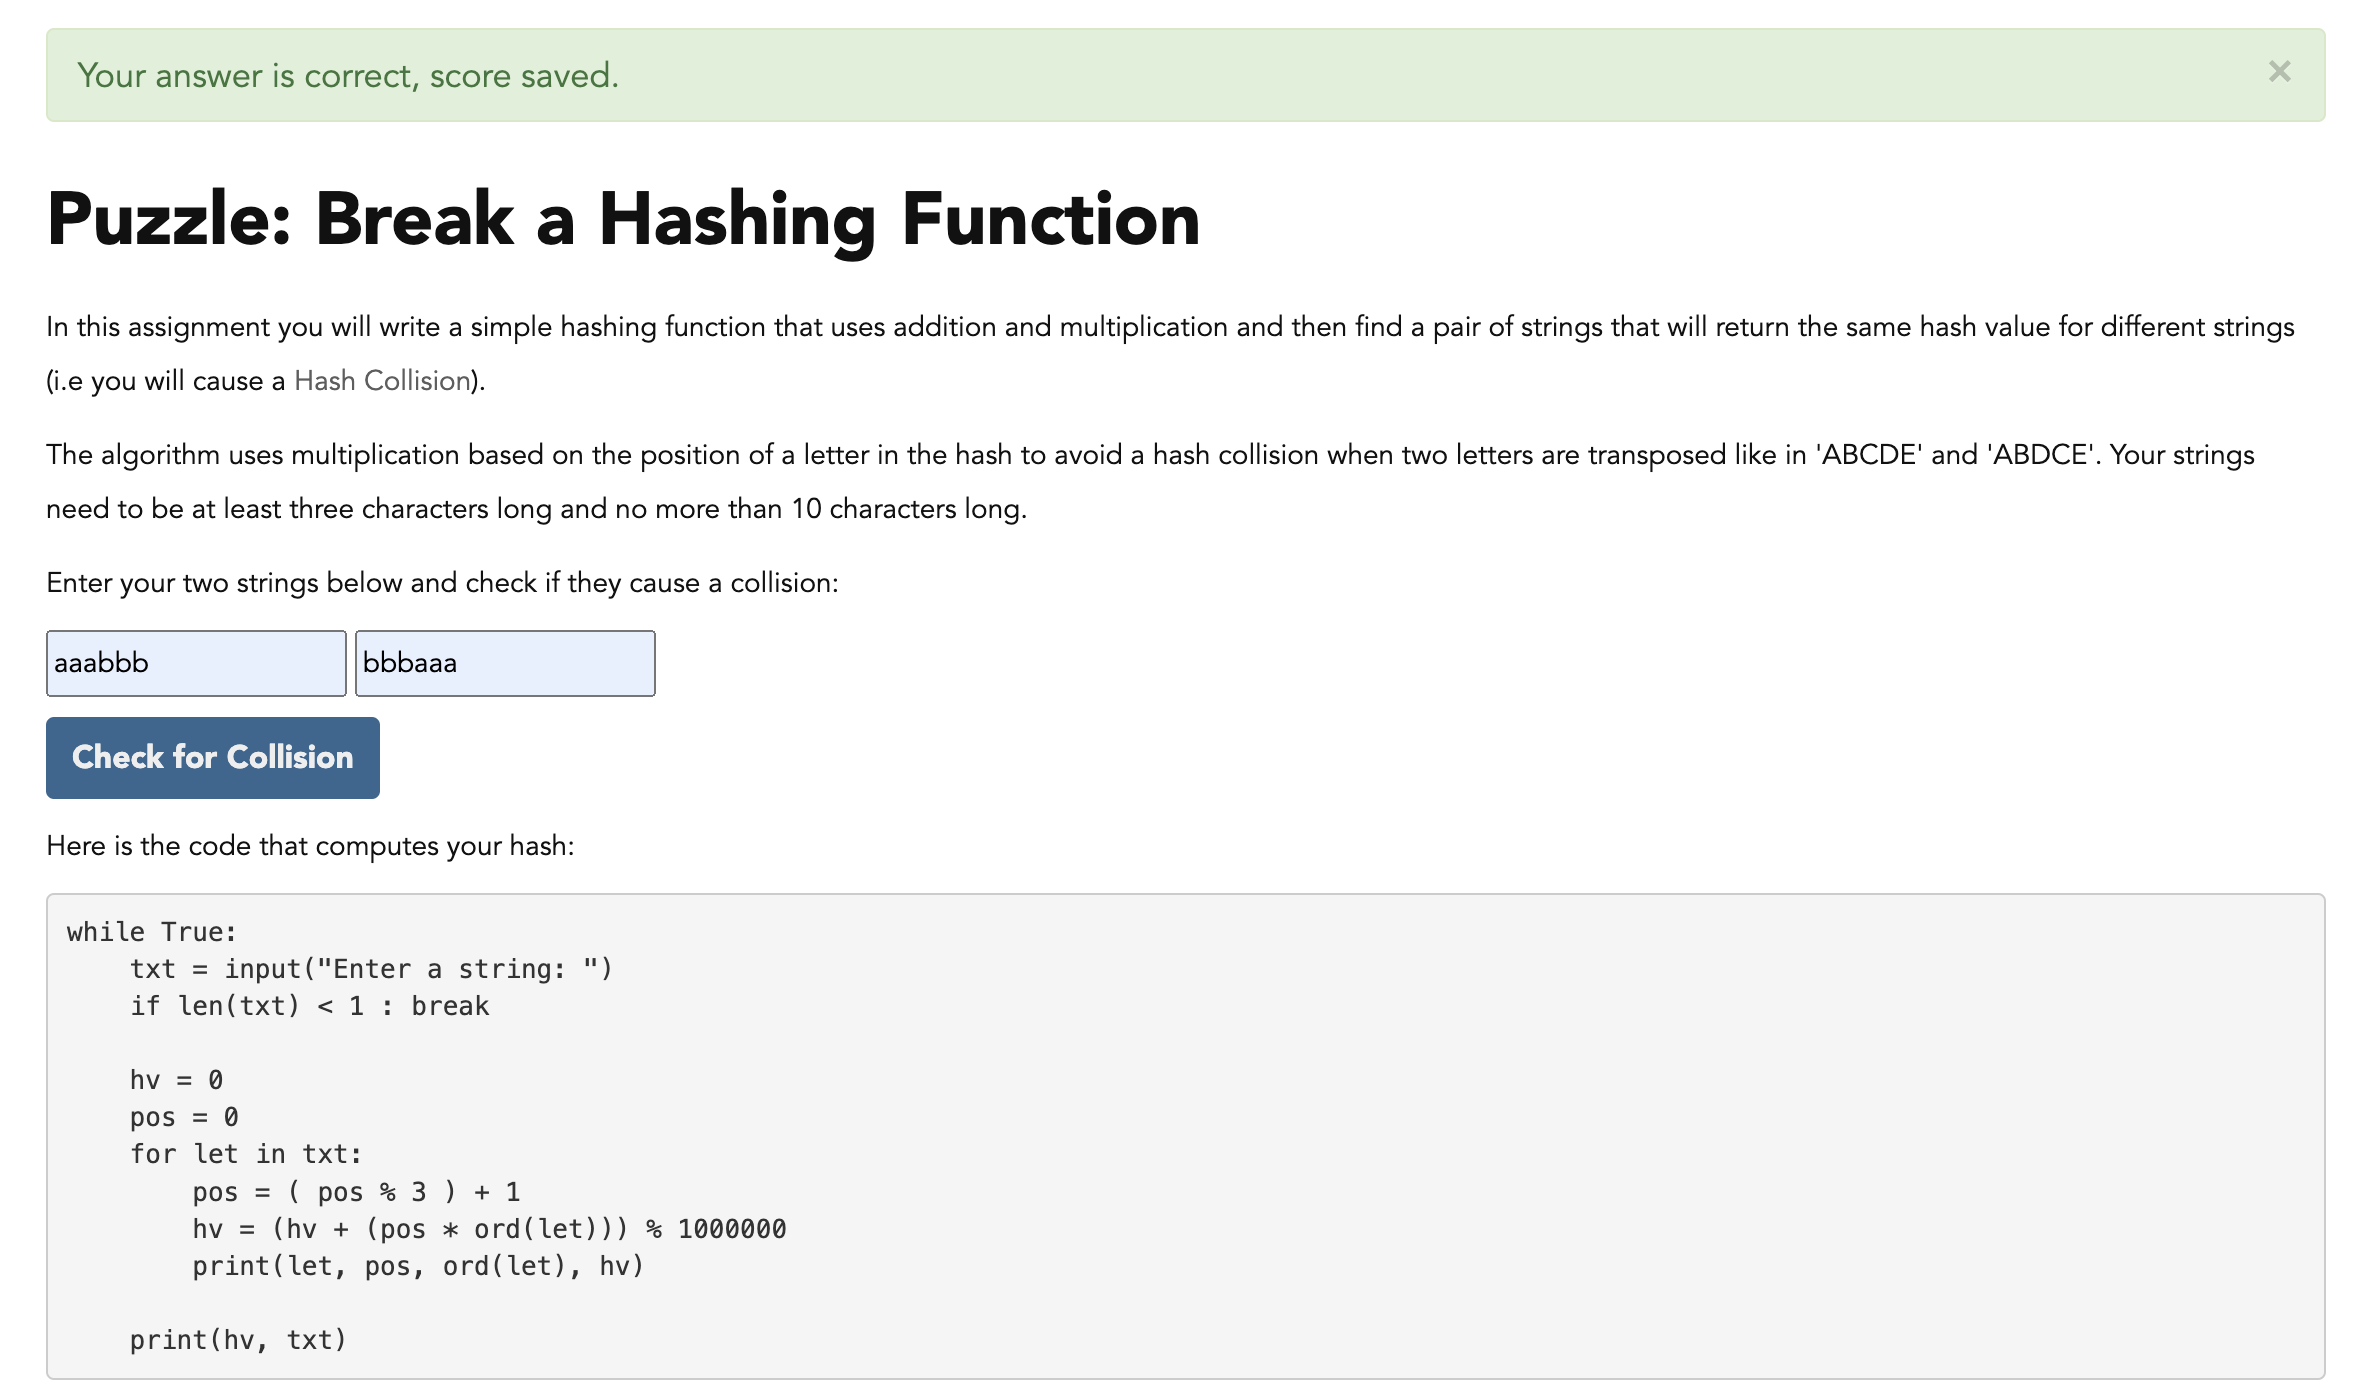 Your answer is correct, score saved.
×
Puzzle: Break a Hashing Function
In this assignment you will write a simple hashing function that uses addition and multiplication and then find a pair of strings that will return the same hash value for different strings
(i.e you will cause a Hash Collision).
The algorithm uses multiplication based on the position of a letter in the hash to avoid a hash collision when two letters are transposed like in 'ABCDE' and 'ABDCE'. Your strings
need to be at least three characters long and no more than 10 characters long.
Enter your two strings below and check if they cause a collision:
aaabbb bbbaaa
Check for Collision
Here is the code that computes your hash:
while True:
    txt = input("Enter a string: ")
    if len(txt) < 1 : break

    hv = 0
    pos = 0
    for let in txt:
        pos = ( pos % 3 ) + 1
        hv = (hv + (pos * ord(let))) % 1000000
        print(let, pos, ord(let), hv)

    print(hv, txt)